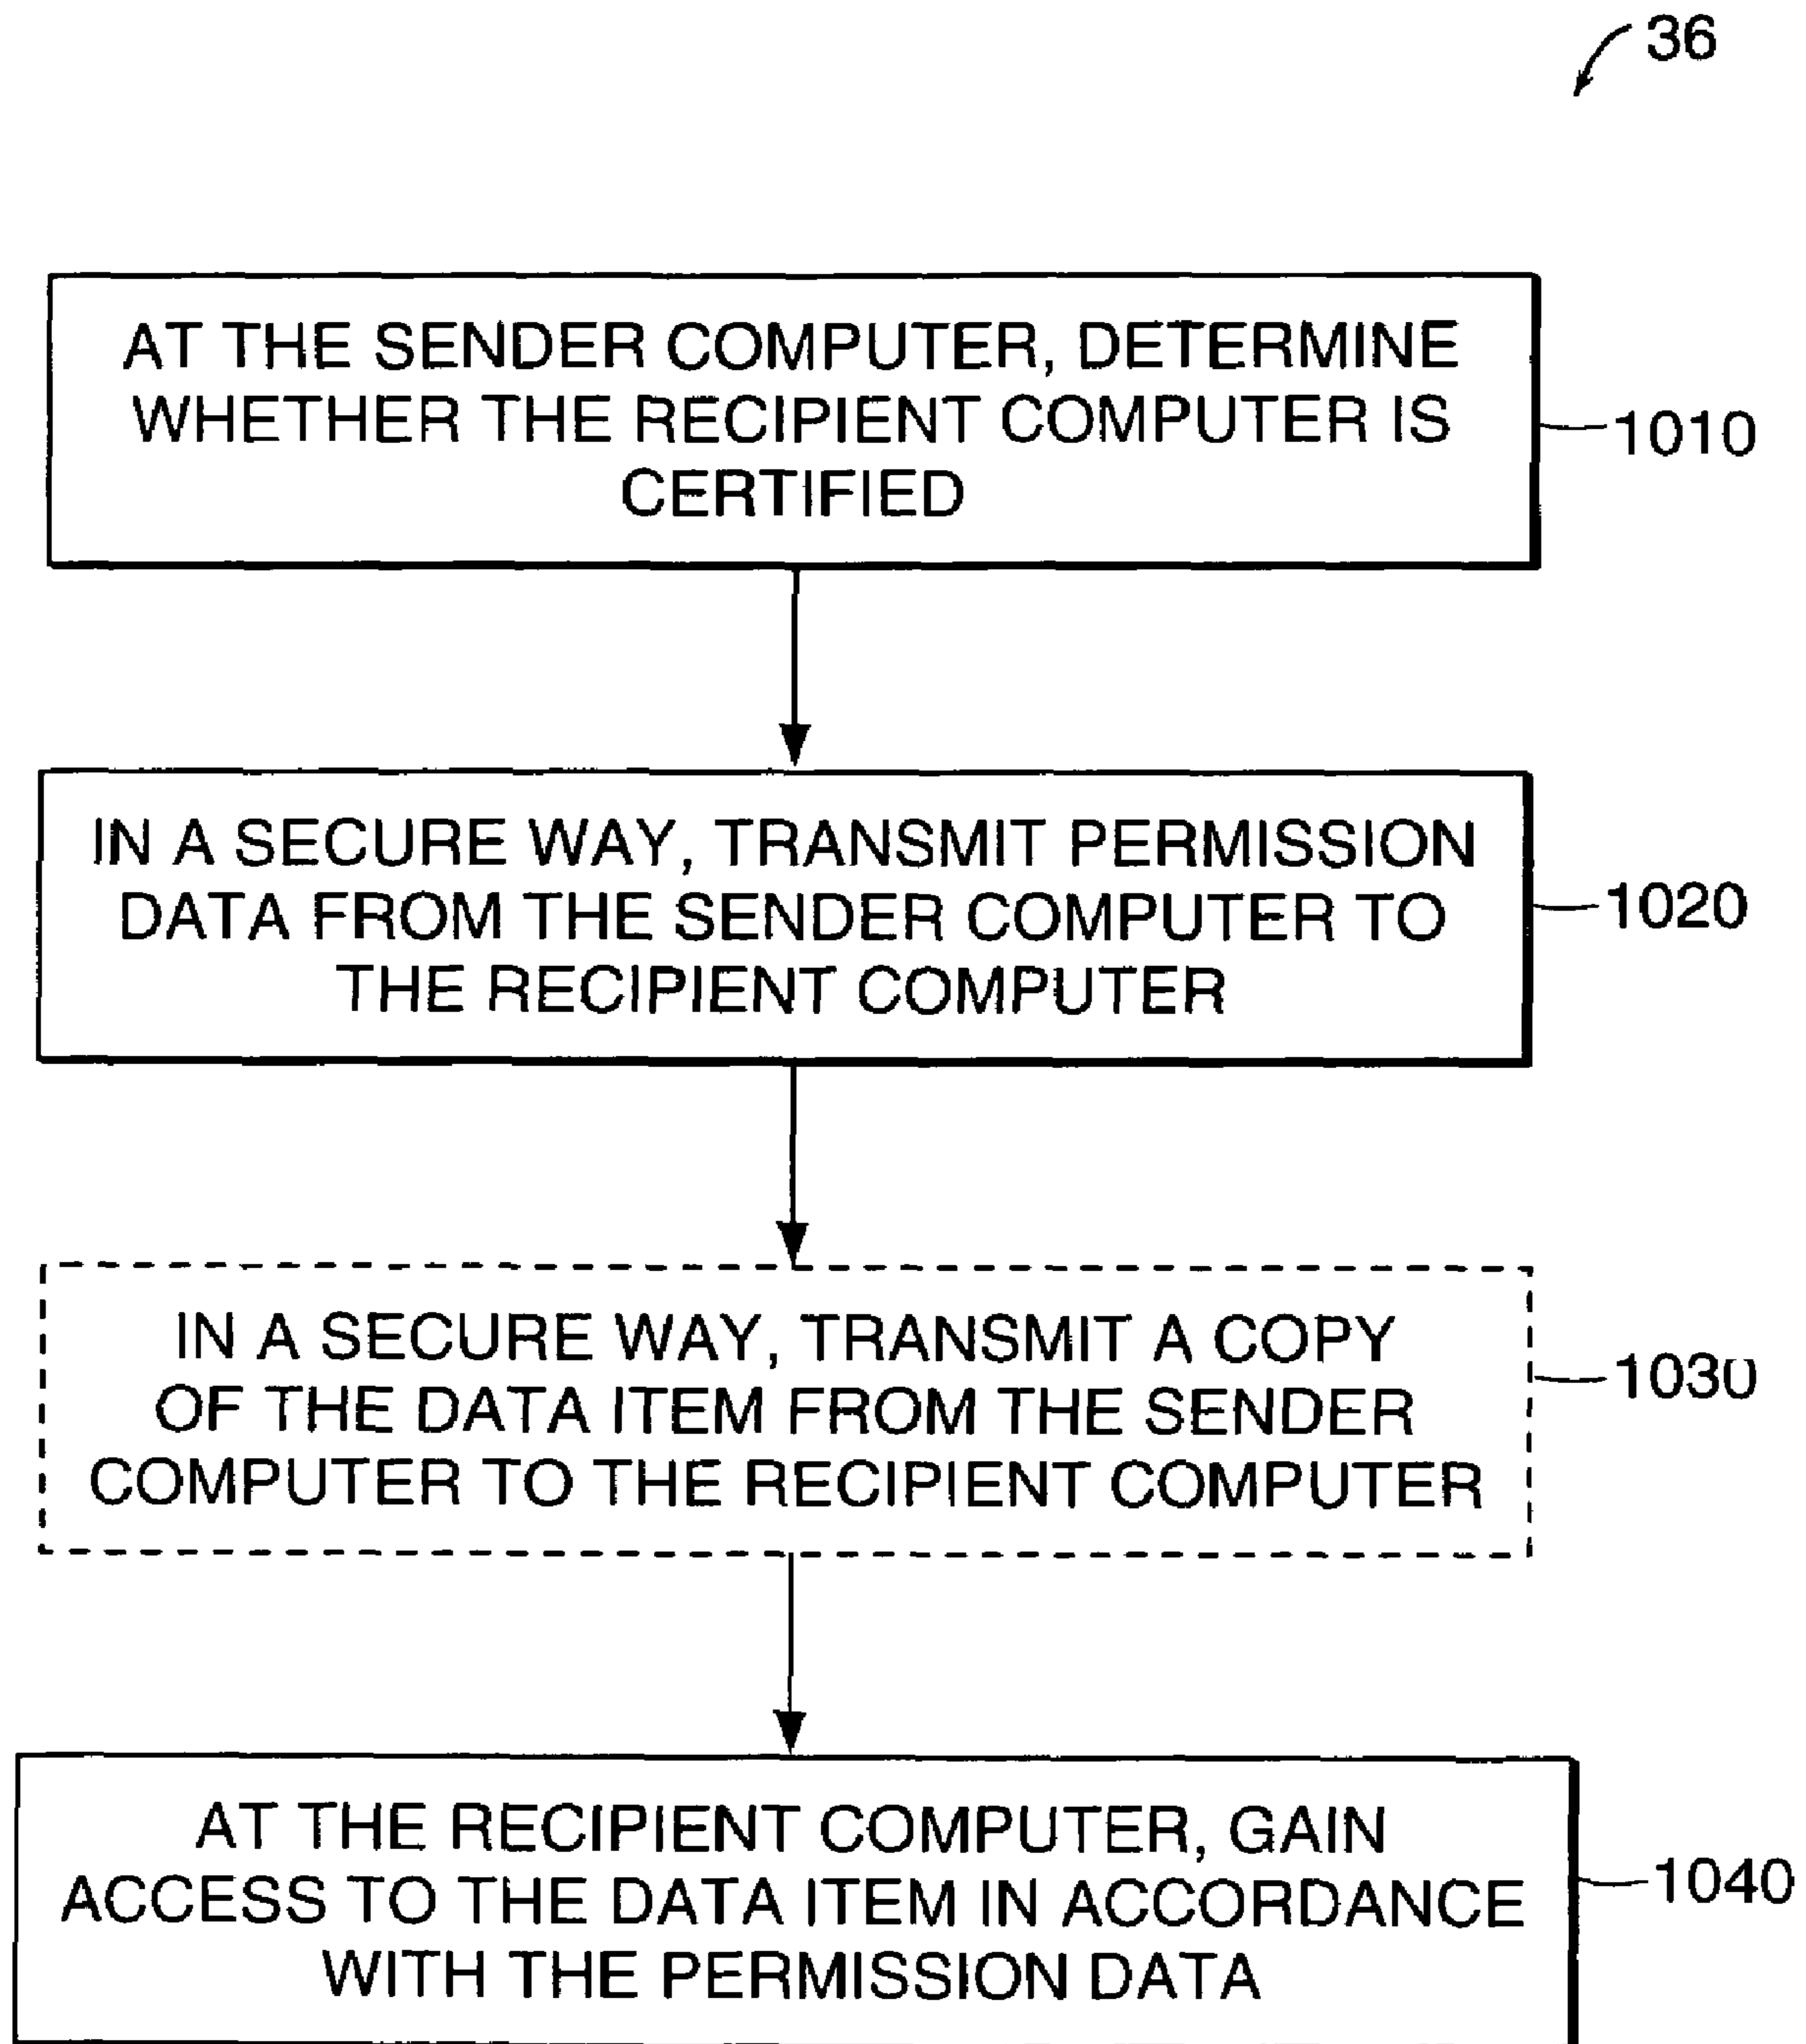 36
AT THE SENDER COMPUTER, DETERMINE
WHETHER THE RECIPIENT COMPUTER IS
CERTIFIED
1010
IN A SECURE WAY, TRANSMIT PERMISSION
DATA FROM THE SENDER COMPUTER TO
THE RECIPIENT COMPUTER
1020
IN A SECURE WAY, TRANSMIT A COPY
OF THE DATA ITEM FROM THE SENDER
COMPUTER TO THE RECIPIENT COMPUTER
1030
AT THE RECIPIENT COMPUTER, GAIN
ACCESS TO THE DATA ITEM IN ACCORDANCE
WITH THE PERMISSION DATA
1040